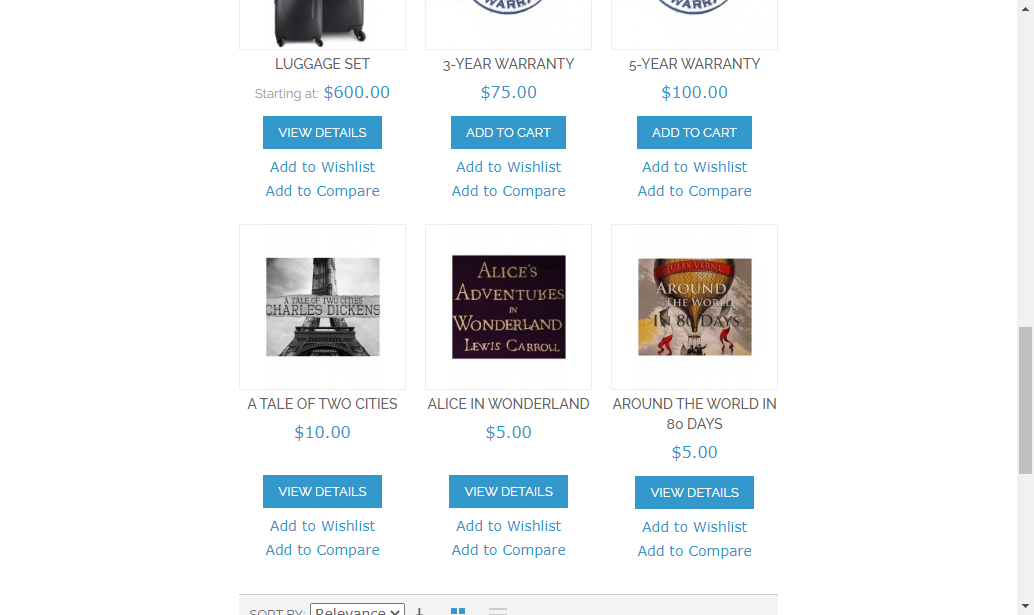 WARRA
WARRA
LUGGAGE SET
3-YEAR WARRANTY
5-YEAR WARRANTY
Starting at: $600.00
$75.00
$100.00
VIEW DETAILS
ADD TO CART
ADD TO CART
Add to Wishlist
Add to Wishlist
Add to Wishlist
Add to Compare
Add to Compare
Add to Compare
A TALE OF TWO CITIES
CHARLES DICKENS
ALICE'S
ADVENTURES
IN
WONDERLAND
LEWIS CARROLL
JULES VERNE
AROUND
THE WORLD
IN 80 DAYS
A TALE OF TWO CITIES
ALICE IN WONDERLAND
AROUND THE WORLD IN
80 DAYS
$10.00
$5.00
$5.00
VIEW DETAILS
VIEW DETAILS
VIEW DETAILS
Add to Wishlist
Add to Wishlist
Add to Wishlist
Add to Compare
Add to Compare
Add to Compare
SORT BY: Relevance